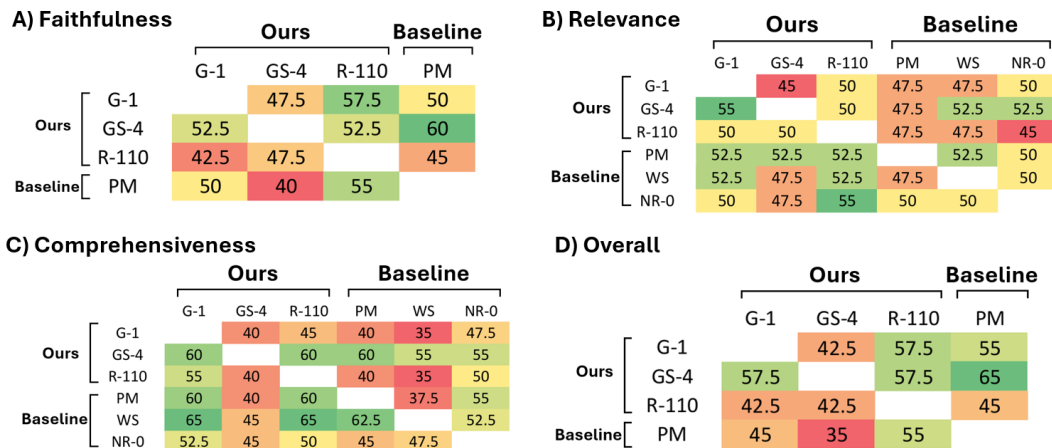 A) Faithfulness
Ours Baseline
G-1 GS-4 R-110 PM
G-1 47.5 57.5 50
Ours GS-4 52.5 52.5 60
R-110 42.5 47.5 45
Baseline PM 50 40 55
B) Relevance
Ours Baseline
G-1 GS-4 R-110 PM WS NR-0
G-1 45 50 47.5 47.5 50
Ours GS-4 55 50 47.5 52.5 52.5
R-110 50 50 47.5 47.5 45
PM 52.5 52.5 52.5 52.5 50
Baseline WS 52.5 47.5 52.5 47.5 50
NR-0 50 47.5 55 50 50
C) Comprehensiveness
Ours Baseline
G-1 GS-4 R-110 PM WS NR-0
G-1 40 45 40 35 47.5
Ours GS-4 60 60 60 55 55
R-110 55 40 40 35 50
PM 60 40 60 37.5 55
Baseline WS 65 45 65 62.5 52.5
NR-0 52.5 45 50 45 47.5
D) Overall
Ours Baseline
G-1 GS-4 R-110 PM
G-1 42.5 57.5 55
Ours GS-4 57.5 57.5 65
R-110 42.5 42.5 45
Baseline PM 45 35 55